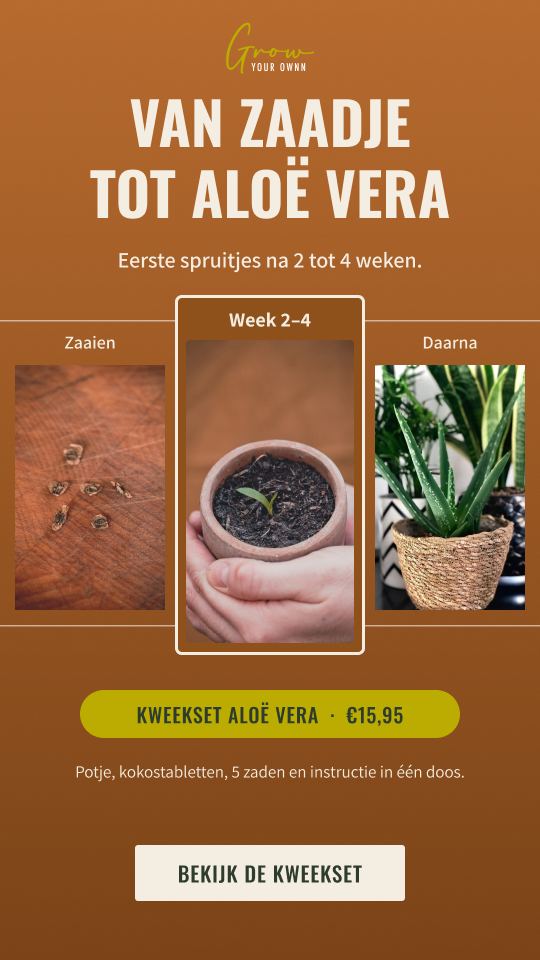 Grow
YOUR OWNN
VAN ZAADJE
TOT ALOË VERA
Eerste spruitjes na 2 tot 4 weken.
Zaaien
Week 2–4
Daarna
KWEEKSET ALOË VERA · €15,95
Potje, kokostabletten, 5 zaden en instructie in één doos.
BEKIJK DE KWEEKSET